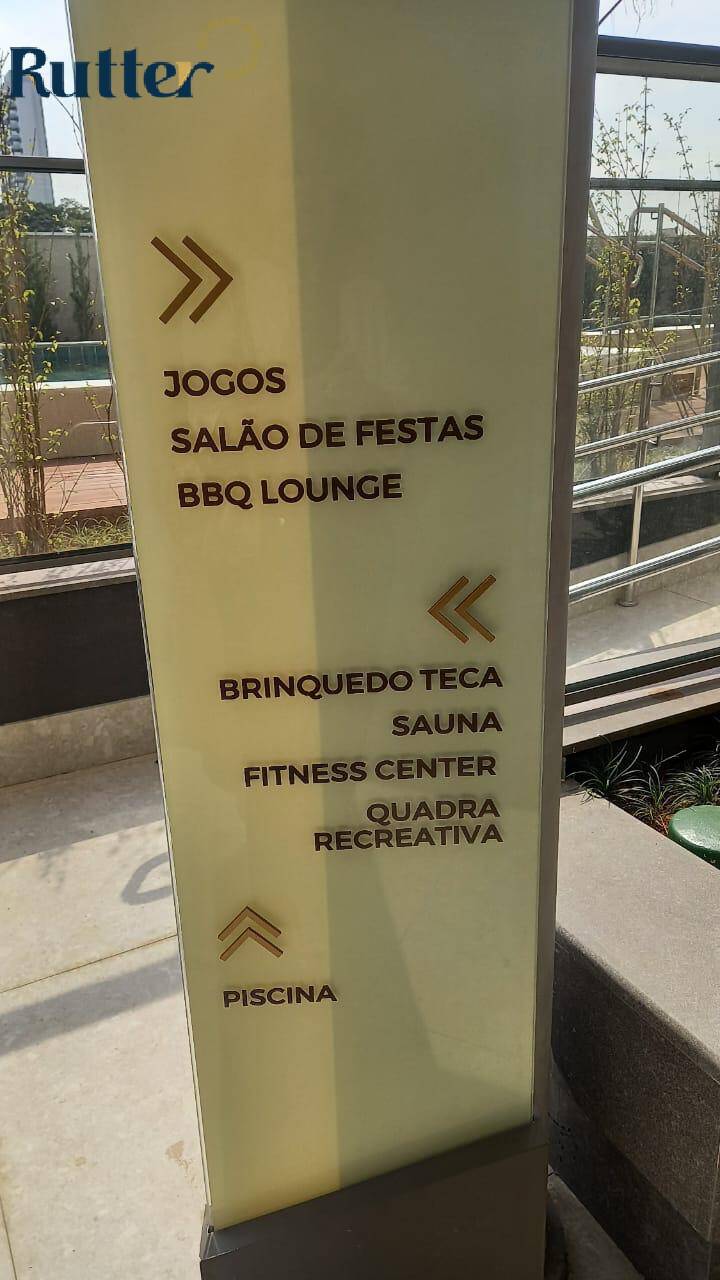 Rutter
JOGOS
SALÃO DE FESTAS
BBQ LOUNGE
BRINQUEDO TECA
SAUNA
FITNESS CENTER
QUADRA
RECREATIVA
PISCINA